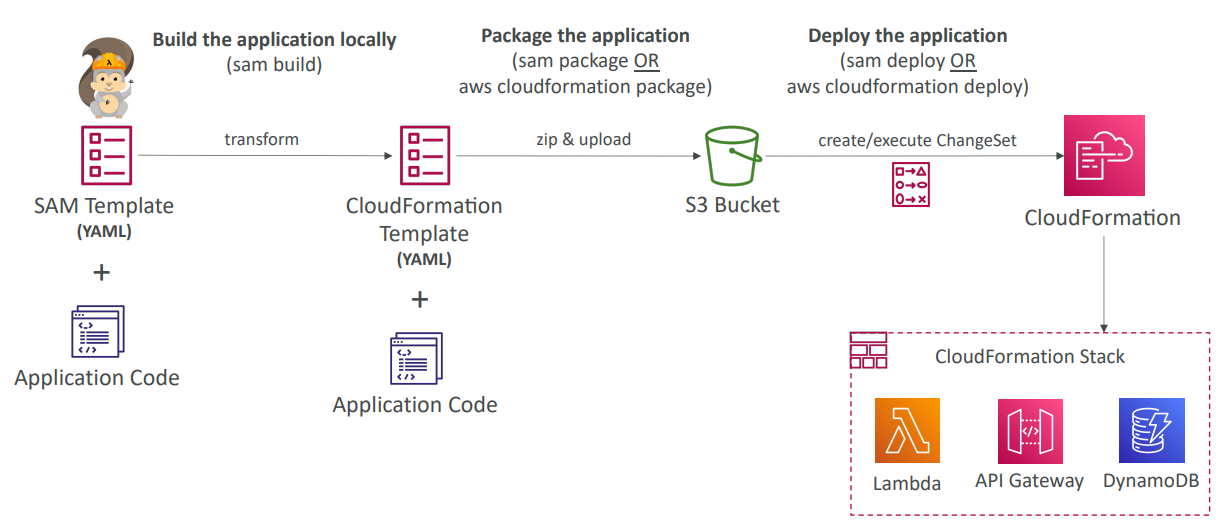 Build the application locally
(sam build)
Package the application
(sam package OR
aws cloudformation package)
Deploy the application
(sam deploy OR
aws cloudformation deploy)
transform
zip & upload
create/execute ChangeSet
SAM Template
(YAML)
+
Application Code
CloudFormation
Template
(YAML)
+
Application Code
S3 Bucket
CloudFormation
CloudFormation Stack
Lambda
API Gateway
DynamoDB